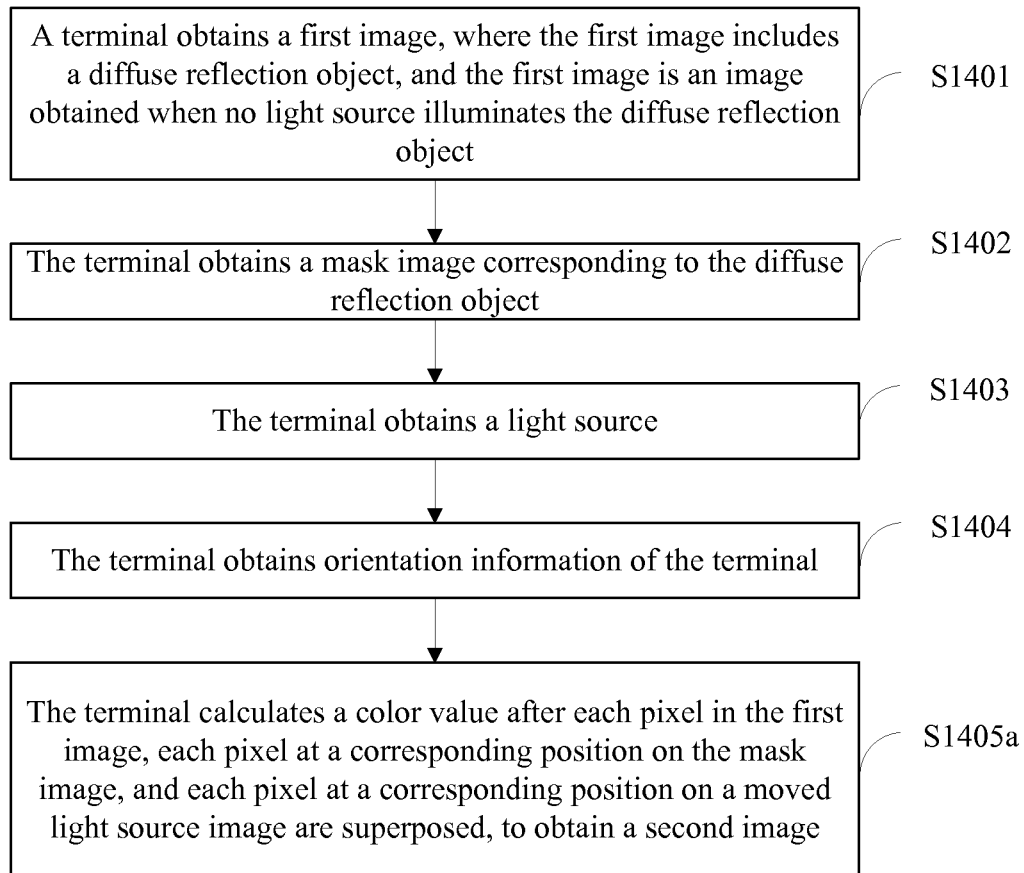 A terminal obtains a first image, where the first image includes
a diffuse reflection object, and the first image is an image
obtained when no light source illuminates the diffuse reflection
object
S1401
The terminal obtains a mask image corresponding to the diffuse
reflection object
S1402
The terminal obtains a light source
S1403
The terminal obtains orientation information of the terminal
S1404
The terminal calculates a color value after each pixel in the first
image, each pixel at a corresponding position on the mask
image, and each pixel at a corresponding position on a moved
light source image are superposed, to obtain a second image
S1405a